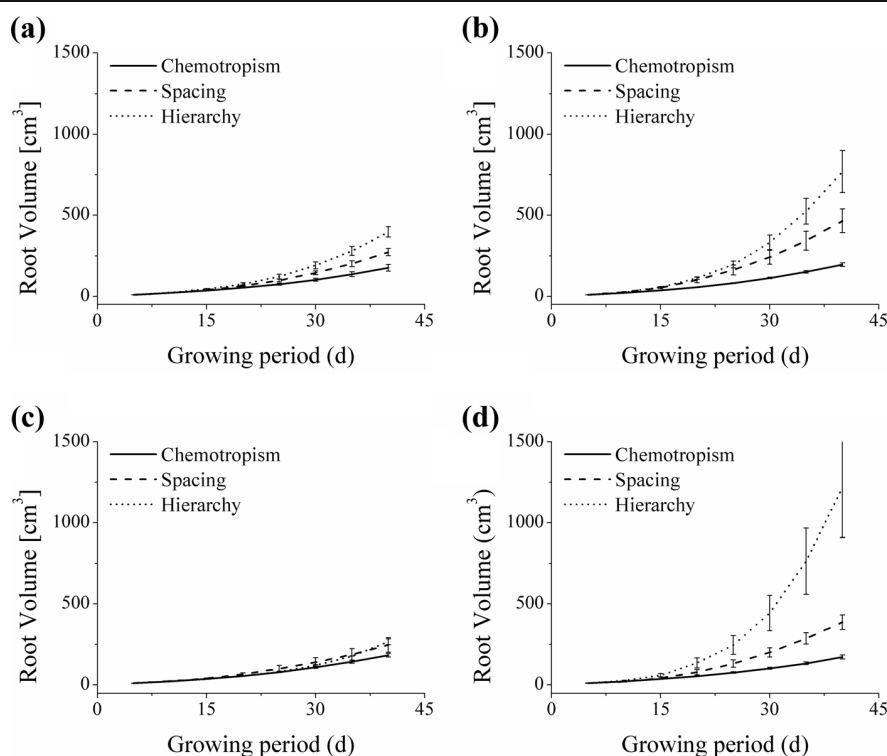 (a)
1500
1000
500
0
Root Volume [cm³]
Chemotropism
Spacing
Hierarchy
0 15 30 45
Growing period (d)
(b)
1500
1000
500
0
Root Volume [cm³]
Chemotropism
Spacing
Hierarchy
0 15 30 45
Growing period (d)
(c)
1500
1000
500
0
Root Volume [cm³]
Chemotropism
Spacing
Hierarchy
0 15 30 45
Growing period (d)
(d)
1500
1000
500
0
Root Volume (cm³)
Chemotropism
Spacing
Hierarchy
0 15 30 45
Growing period (d)